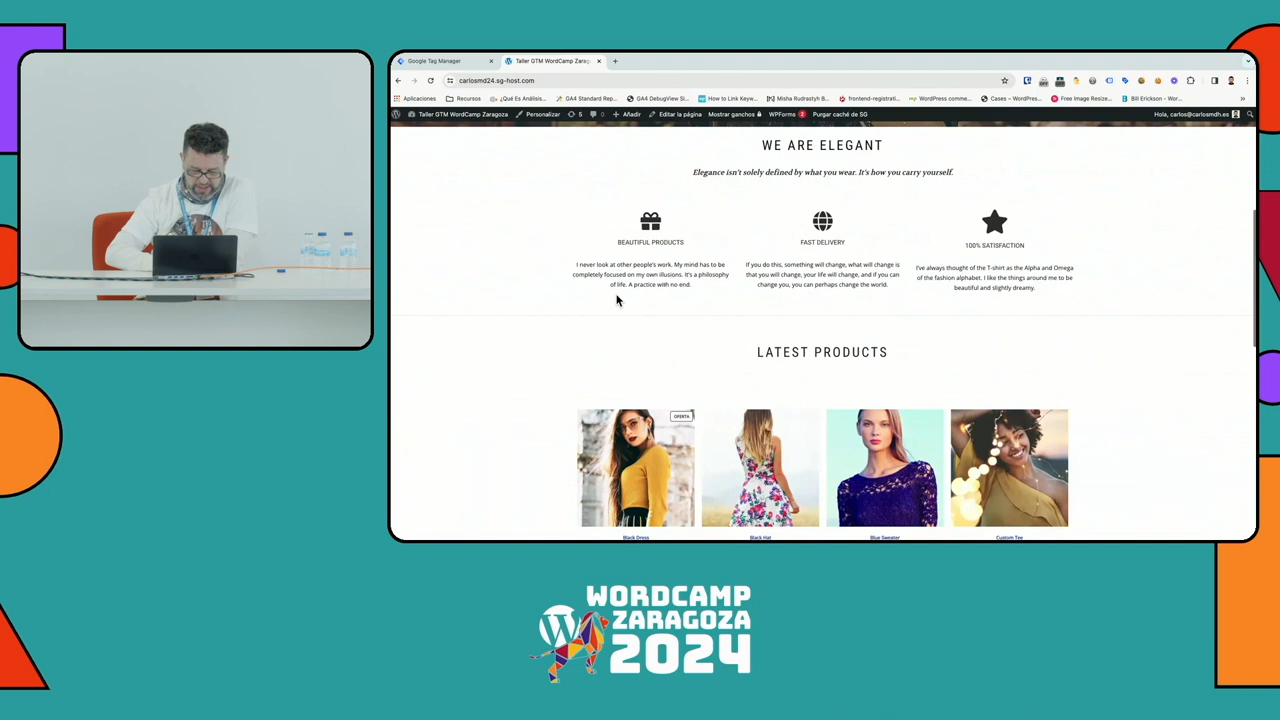 Google Tag Manager
Taller GTM WordCamp Zarag
carlosmd24.sg-host.com
Aplicaciones
Recursos
¿Qué Es Análisis...
GA4 Standard Rep...
GA4 DebugView Si...
How to Link Keyw...
Misha Rudrastyh B...
frontend-registrati...
WordPress comme...
Cases – WordPres...
Free Image Resize...
Bill Erickson - Wor...
Taller GTM WordCamp Zaragoza
Personalizar
5
0
Añadir
Editar la página
Mostrar ganchos
WPForms 2
Purgar caché de SG
Hola, carlos@carlosmdh.es
WE ARE ELEGANT
Elegance isn't solely defined by what you wear. It's how you carry yourself.
BEAUTIFUL PRODUCTS
I never look at other people's work. My mind has to be
completely focused on my own illusions. It's a philosophy
of life. A practice with no end.
FAST DELIVERY
If you do this, something will change, what will change is
that you will change, your life will change, and if you can
change you, you can perhaps change the world.
100% SATISFACTION
I've always thought of the T-shirt as the Alpha and Omega
of the fashion alphabet. I like the things around me to be
beautiful and slightly dreamy.
LATEST PRODUCTS
OFERTA
Black Dress
Black Hat
Blue Sweater
Custom Tee
WORDCAMP
ZARAGOZA
2024